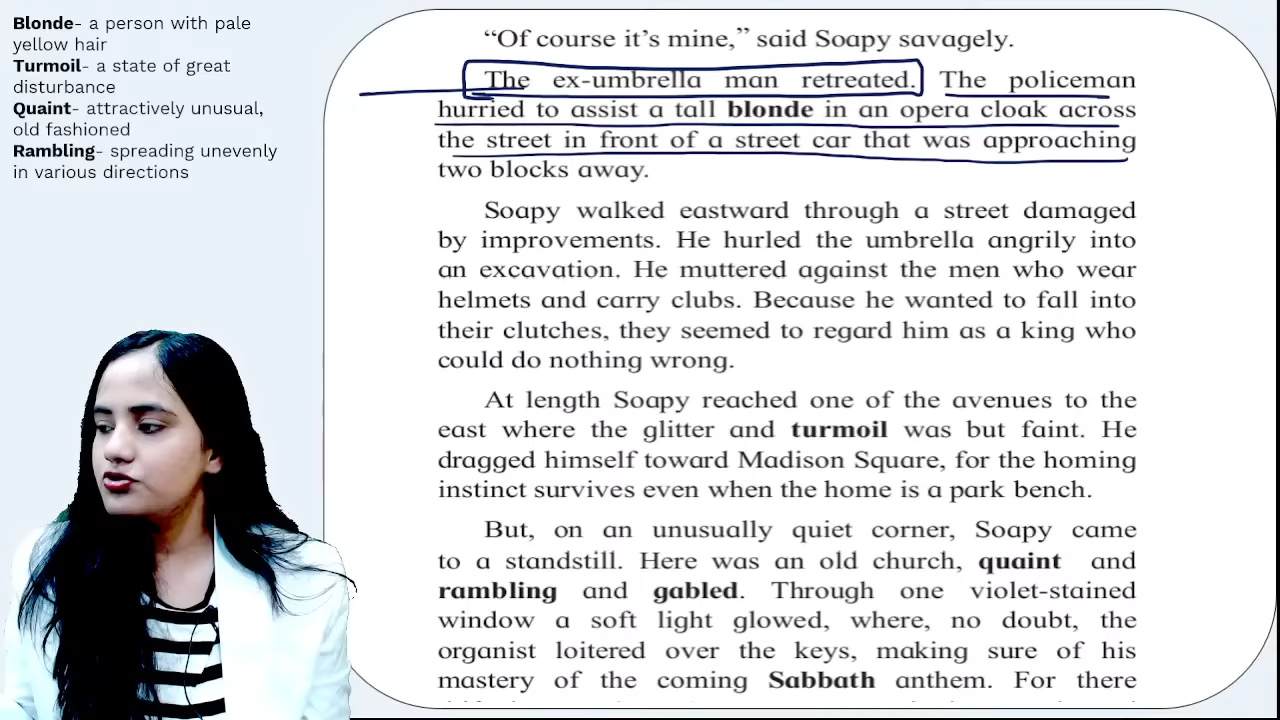 Blonde- a person with pale
yellow hair
Turmoil- a state of great
disturbance
Quaint- attractively unusual,
old fashioned
Rambling- spreading unevenly
in various directions
“Of course it’s mine,” said Soapy savagely.
The ex-umbrella man retreated. The policeman
hurried to assist a tall blonde in an opera cloak across
the street in front of a street car that was approaching
two blocks away.
Soapy walked eastward through a street damaged
by improvements. He hurled the umbrella angrily into
an excavation. He muttered against the men who wear
helmets and carry clubs. Because he wanted to fall into
their clutches, they seemed to regard him as a king who
could do nothing wrong.
At length Soapy reached one of the avenues to the
east where the glitter and turmoil was but faint. He
dragged himself toward Madison Square, for the homing
instinct survives even when the home is a park bench.
But, on an unusually quiet corner, Soapy came
to a standstill. Here was an old church, quaint and
rambling and gabled. Through one violet-stained
window a soft light glowed, where, no doubt, the
organist loitered over the keys, making sure of his
mastery of the coming Sabbath anthem. For there